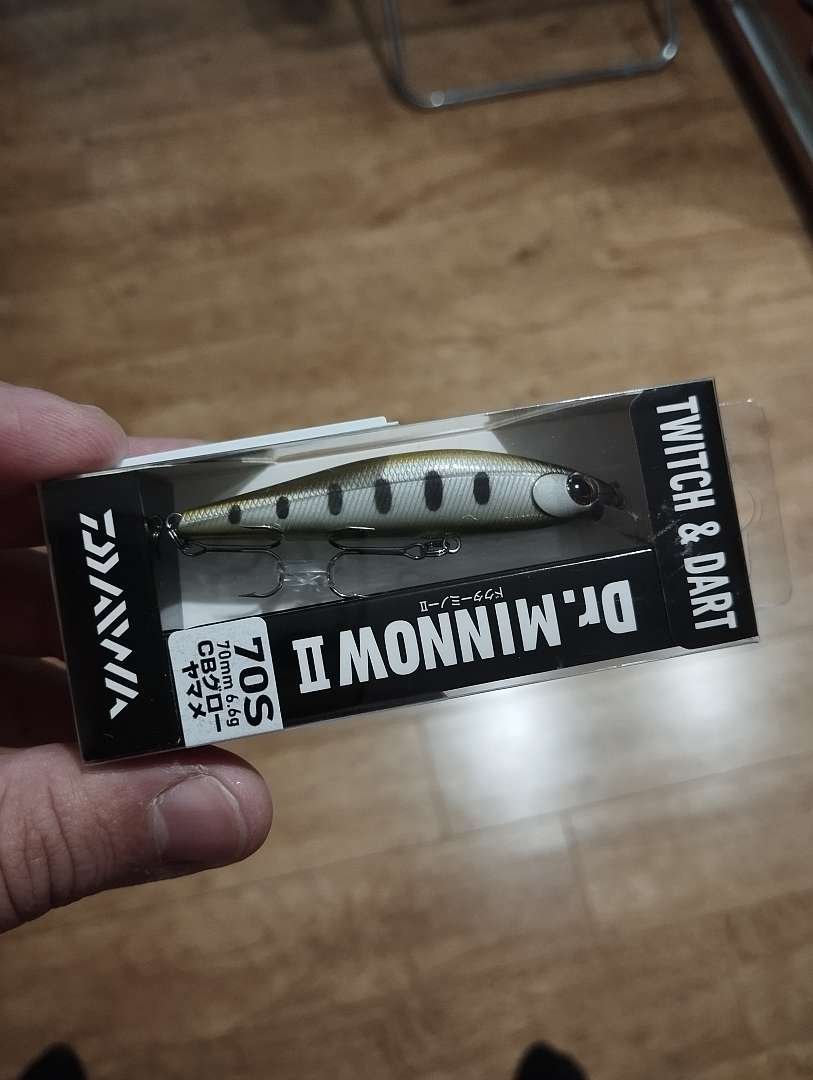 TWITCH & DART
Dr.MINNOW II
ドクターミノーII
70S
70mm 6.6g
CBグロー
ヤマメ
DAIWA